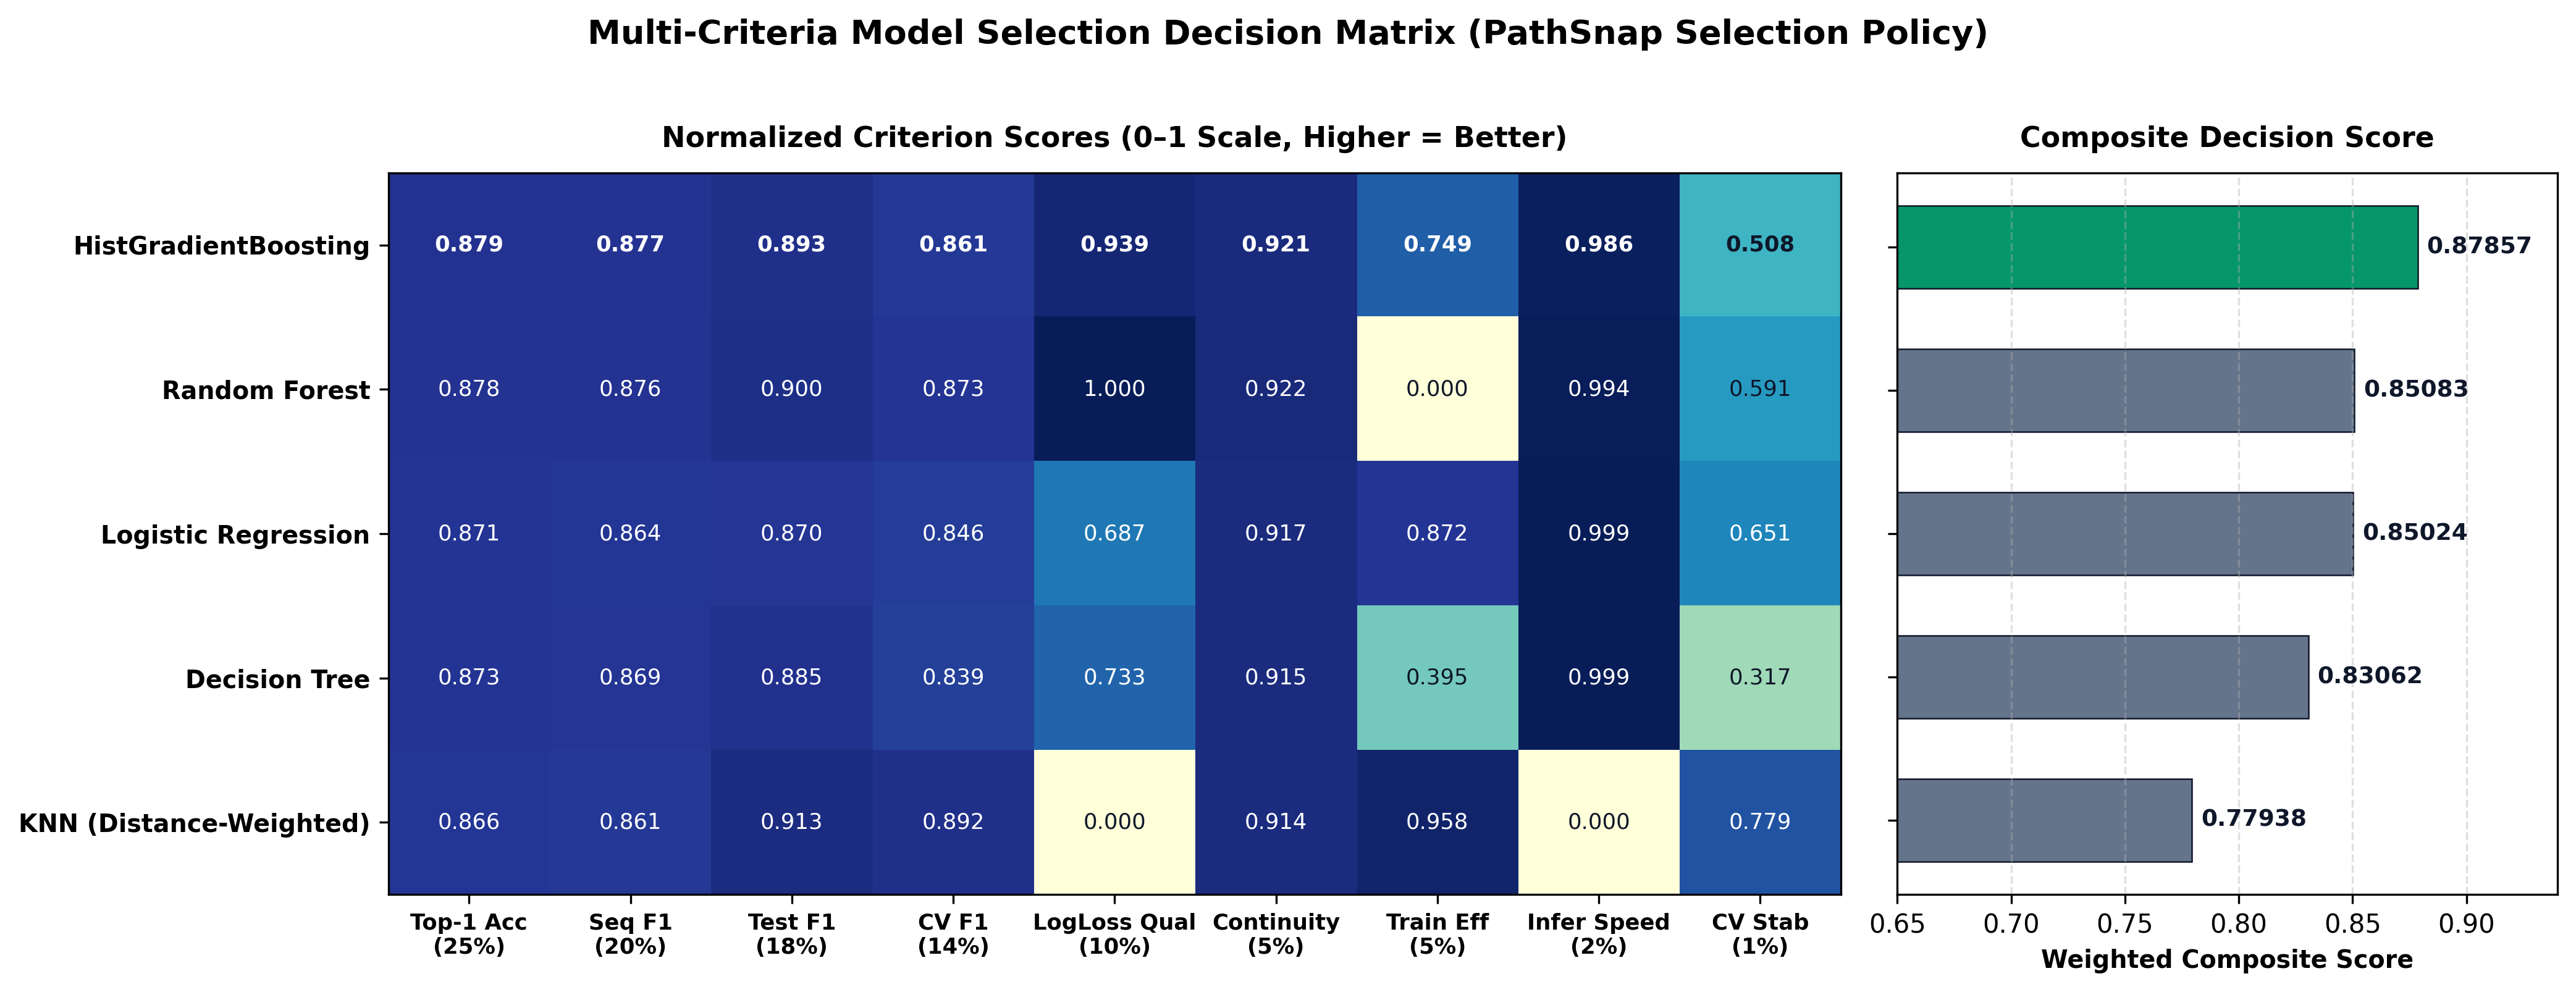 Multi-Criteria Model Selection Decision Matrix (PathSnap Selection Policy)
Normalized Criterion Scores (0–1 Scale, Higher = Better)
HistGradientBoosting 0.879 0.877 0.893 0.861 0.939 0.921 0.749 0.986 0.508
Random Forest 0.878 0.876 0.900 0.873 1.000 0.922 0.000 0.994 0.591
Logistic Regression 0.871 0.864 0.870 0.846 0.687 0.917 0.872 0.999 0.651
Decision Tree 0.873 0.869 0.885 0.839 0.733 0.915 0.395 0.999 0.317
KNN (Distance-Weighted) 0.866 0.861 0.913 0.892 0.000 0.914 0.958 0.000 0.779
Top-1 Acc Seq F1 Test F1 CV F1 LogLoss Qual Continuity Train Eff Infer Speed CV Stab
(25%) (20%) (18%) (14%) (10%) (5%) (5%) (2%) (1%)
Composite Decision Score
0.87857
0.85083
0.85024
0.83062
0.77938
0.65 0.70 0.75 0.80 0.85 0.90
Weighted Composite Score